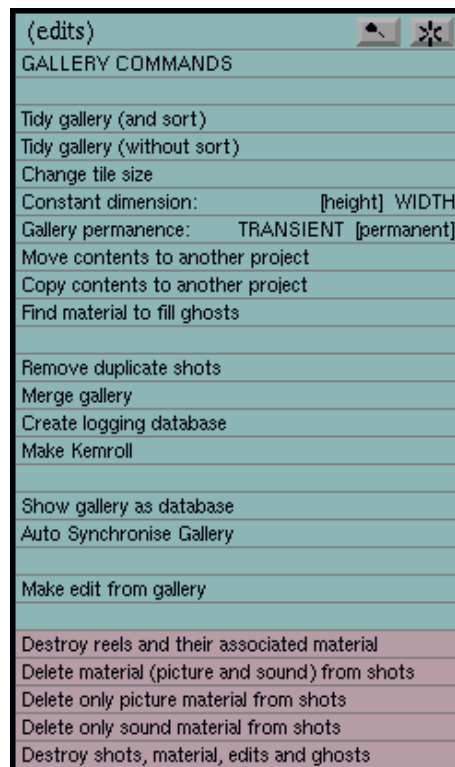 (edits)
GALLERY COMMANDS
Tidy gallery (and sort)
Tidy gallery (without sort)
Change tile size
Constant dimension: [height] WIDTH
Gallery permanence: TRANSIENT [permanent]
Move contents to another project
Copy contents to another project
Find material to fill ghosts
Remove duplicate shots
Merge gallery
Create logging database
Make Kemroll
Show gallery as database
Auto Synchronise Gallery
Make edit from gallery
Destroy reels and their associated material
Delete material (picture and sound) from shots
Delete only picture material from shots
Delete only sound material from shots
Destroy shots, material, edits and ghosts